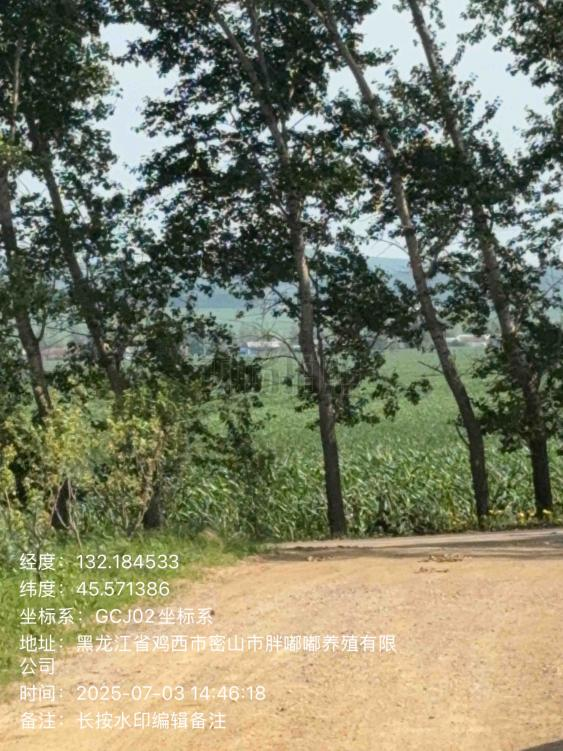 经度：132.184533
纬度：45.571386
坐标系：GCJ02坐标系
地址：黑龙江省鸡西市密山市胖嘟嘟养殖有限
公司
时间：2025-07-03 14:46:18
备注：长按水印编辑备注